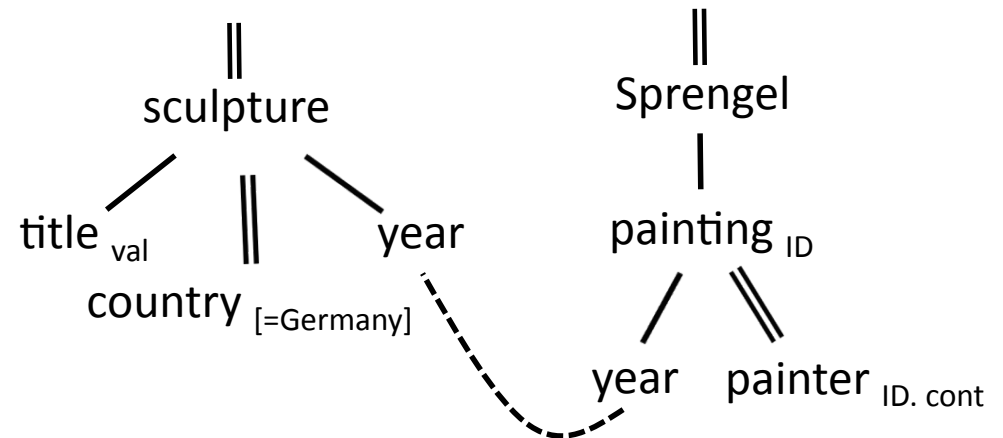 sculpture
title val
country [=Germany]
year
Sprengel
painting ID
year
painter ID. cont